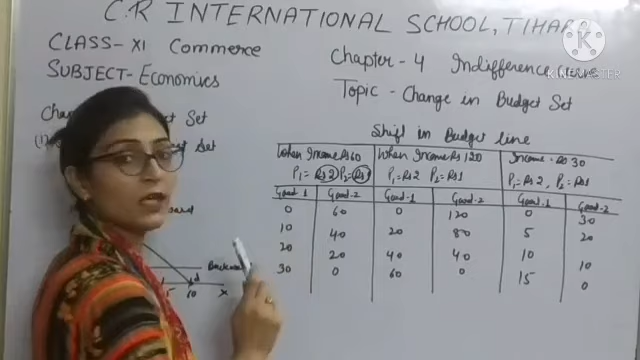 C.R INTERNATIONAL SCHOOL, TIHARA
CLASS-XI Commerce
SUBJECT-Economics
Chapter-4 Indifference curve
Topic - Change in Budget Set
KINEMASTER
Set
Set
(i)
Shift in Budget line
When Income Rs 60
P1= Rs 2 P2= Rs 1
When Income Rs 120
P1= Rs 2 P2= Rs 1
Income = Rs 30
P1= Rs 2, P2= Rs 1
Good-1 Good-2 Good-1 Good-2 Good-1 Good-2
0 60 0 120 0 30
10 40 20 80 5 20
20 20 40 40 10 10
30 0 60 0 15 0
X